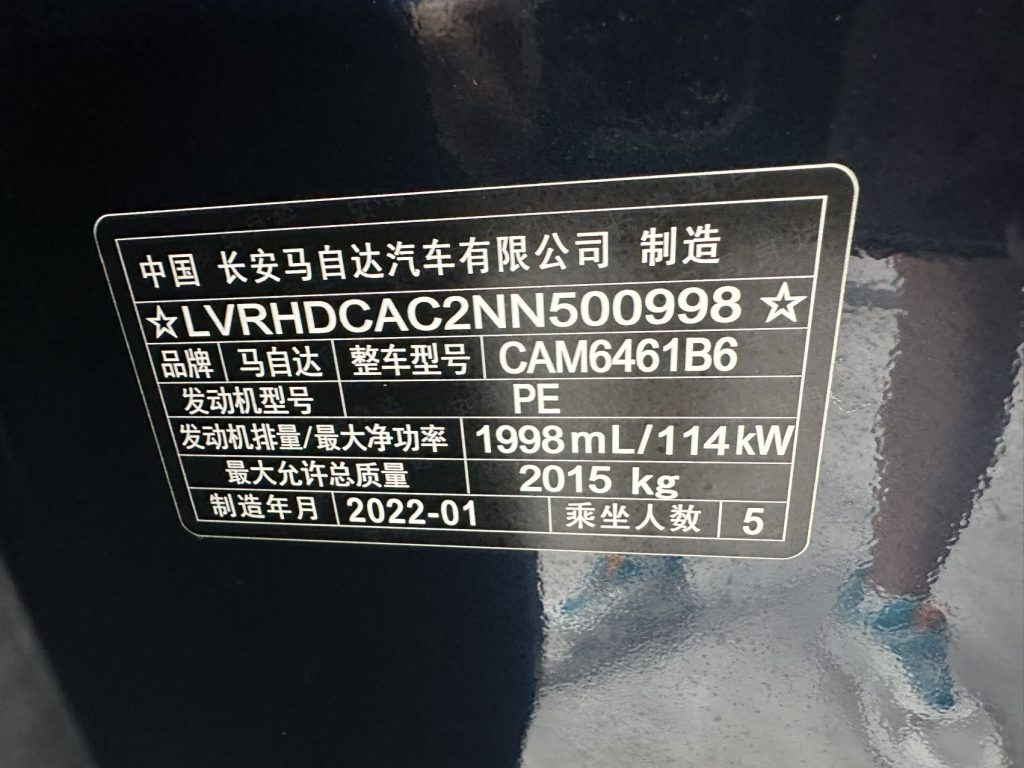 中国 长安马自达汽车有限公司 制造
☆LVRHDCAC2NN500998☆
品牌 马自达 整车型号 CAM6461B6
发动机型号 PE
发动机排量/最大净功率 1998mL/114kW
最大允许总质量 2015 kg
制造年月 2022-01 乘坐人数 5